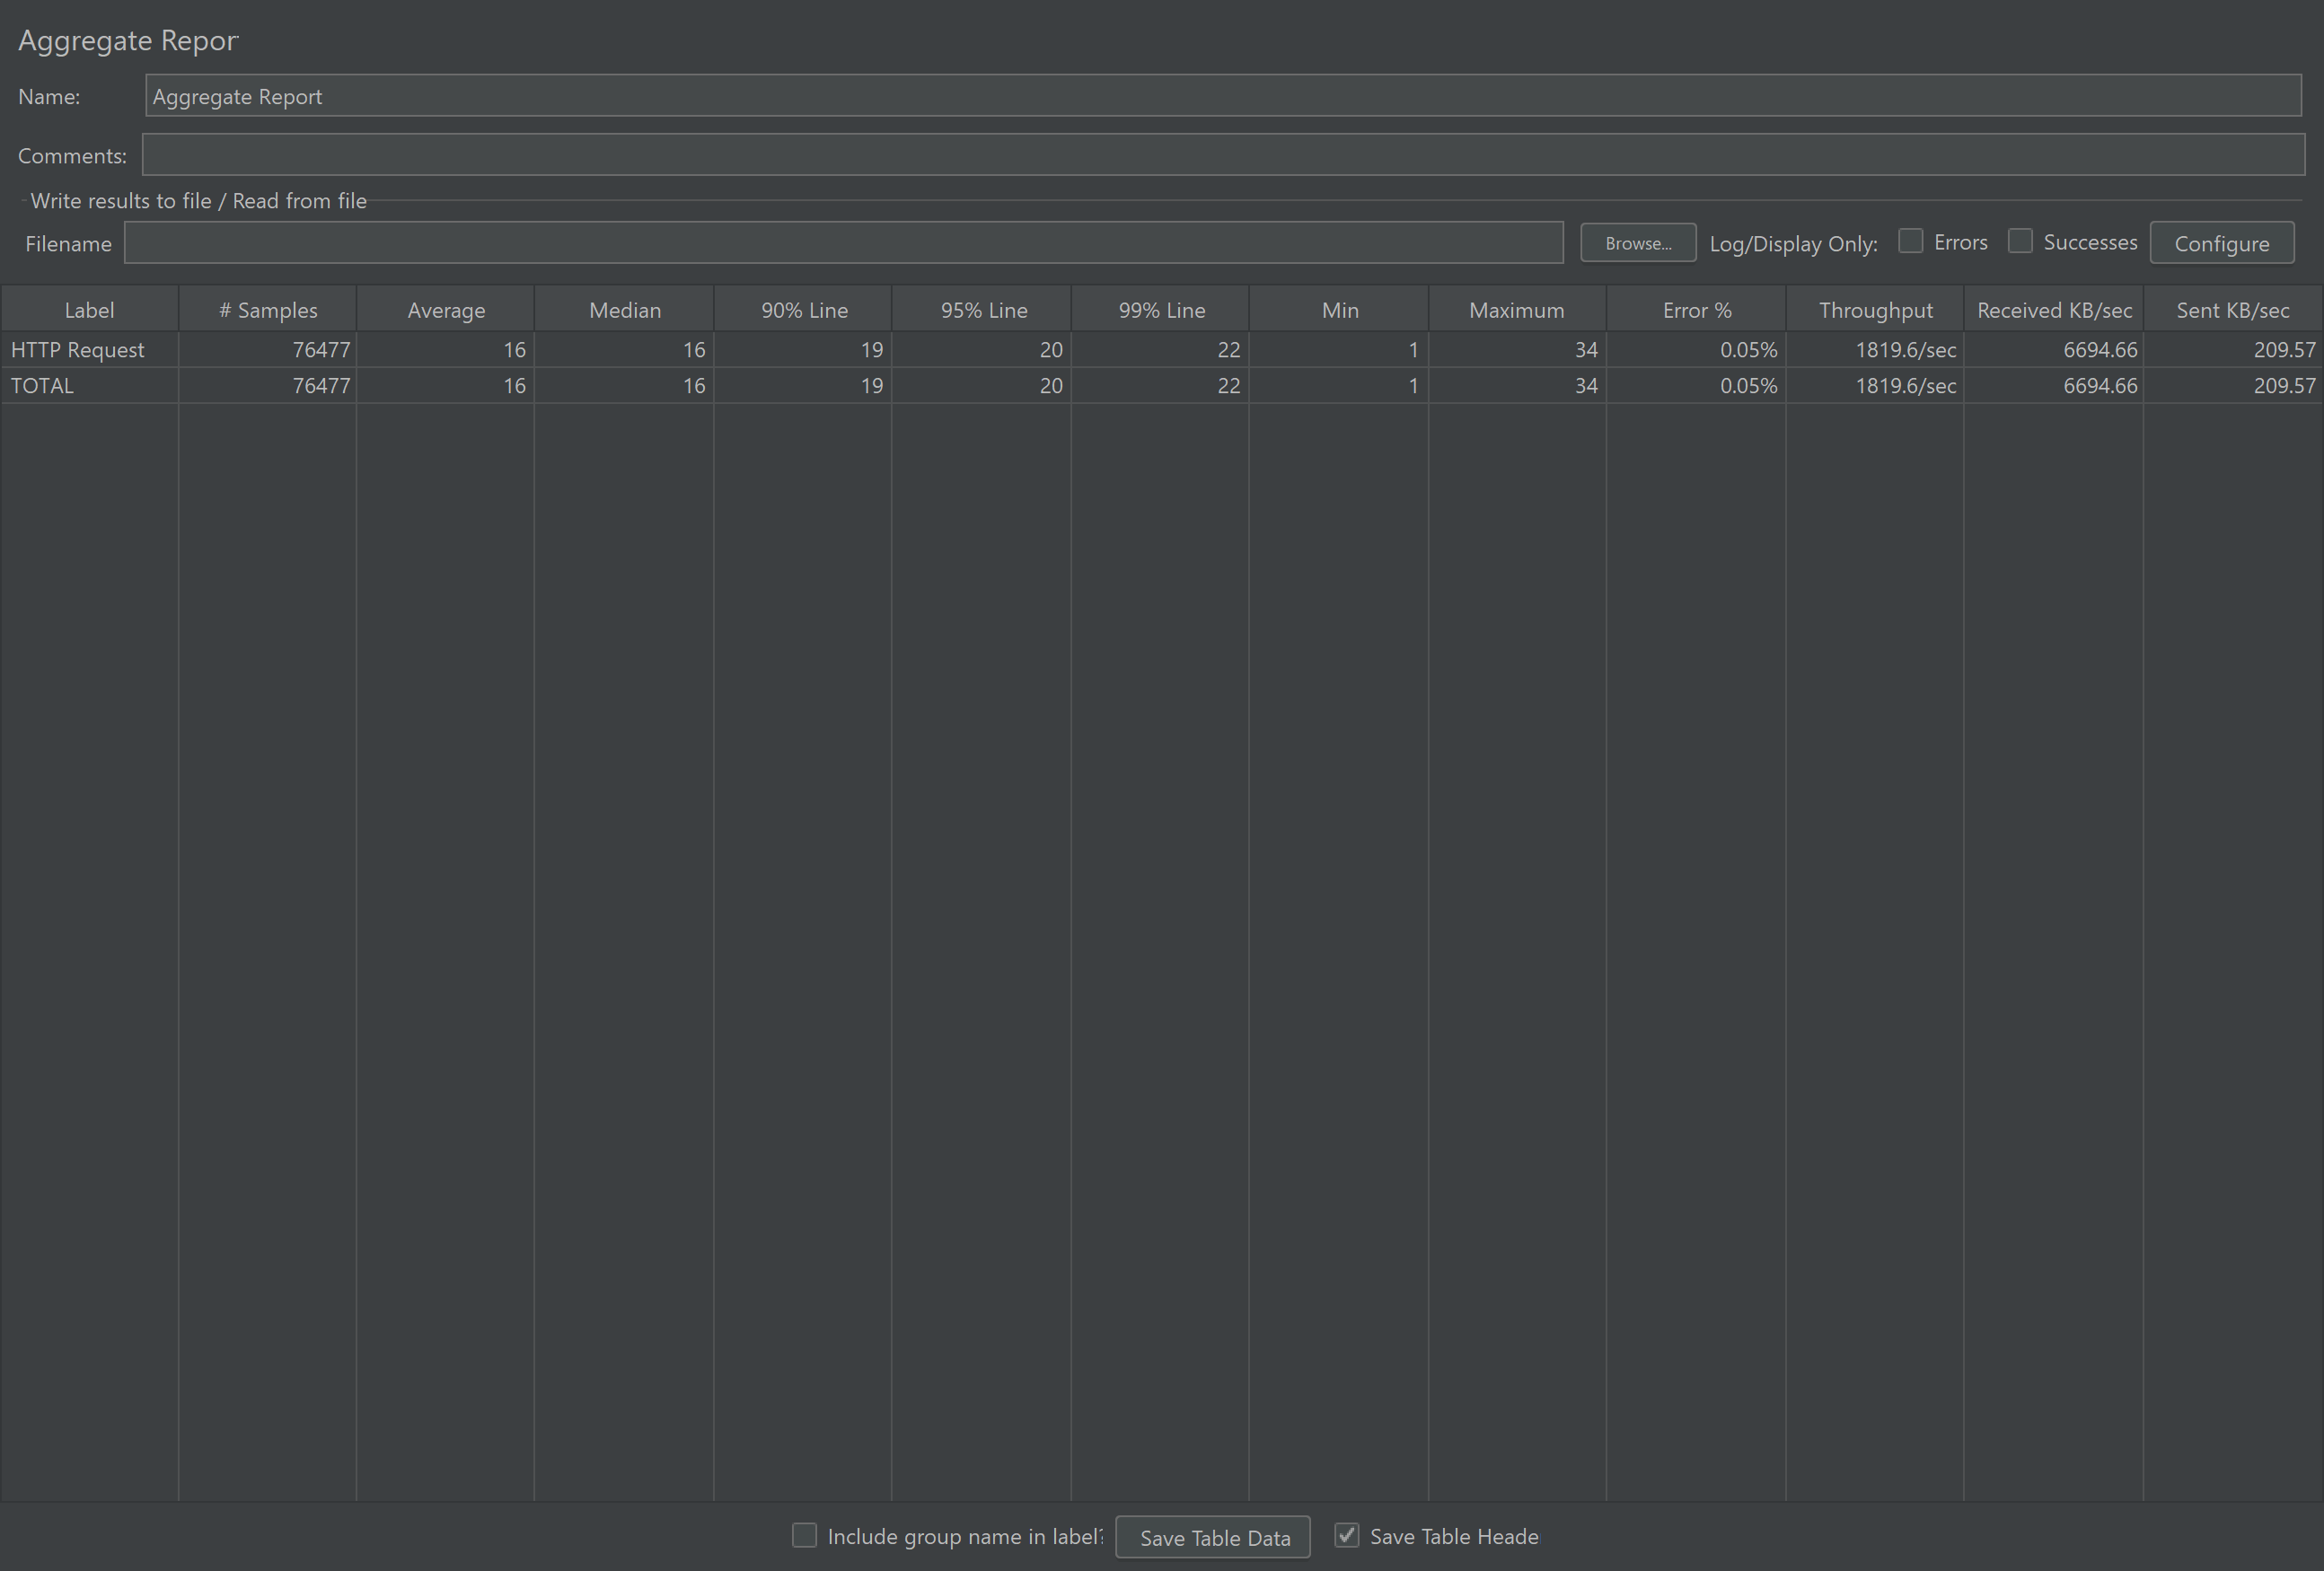 Aggregate Repor
Name: Aggregate Report
Comments:
Write results to file / Read from file
Filename Browse... Log/Display Only: Errors Successes Configure
Label # Samples Average Median 90% Line 95% Line 99% Line Min Maximum Error % Throughput Received KB/sec Sent KB/sec
HTTP Request 76477 16 16 19 20 22 1 34 0.05% 1819.6/sec 6694.66 209.57
TOTAL 76477 16 16 19 20 22 1 34 0.05% 1819.6/sec 6694.66 209.57
Include group name in label? Save Table Data Save Table Heade